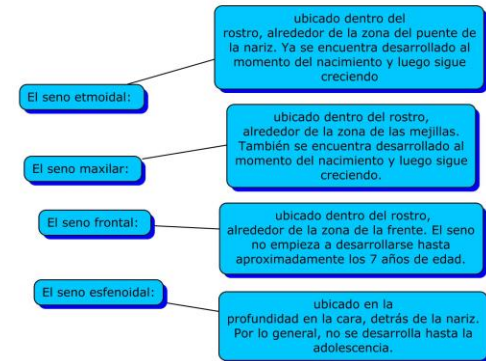 ubicado dentro del
rostro, alrededor de la zona del puente de
la nariz. Ya se encuentra desarrollado al
momento del nacimiento y luego sigue
creciendo
El seno etmoidal:
ubicado dentro del rostro,
alrededor de la zona de las mejillas.
También se encuentra desarrollado al
momento del nacimiento y luego sigue
creciendo.
El seno maxilar:
ubicado dentro del rostro,
alrededor de la zona de la frente. El seno
no empieza a desarrollarse hasta
aproximadamente los 7 años de edad.
El seno frontal:
ubicado en la
profundidad en la cara, detrás de la nariz.
Por lo general, no se desarrolla hasta la
adolescencia.
El seno esfenoidal: